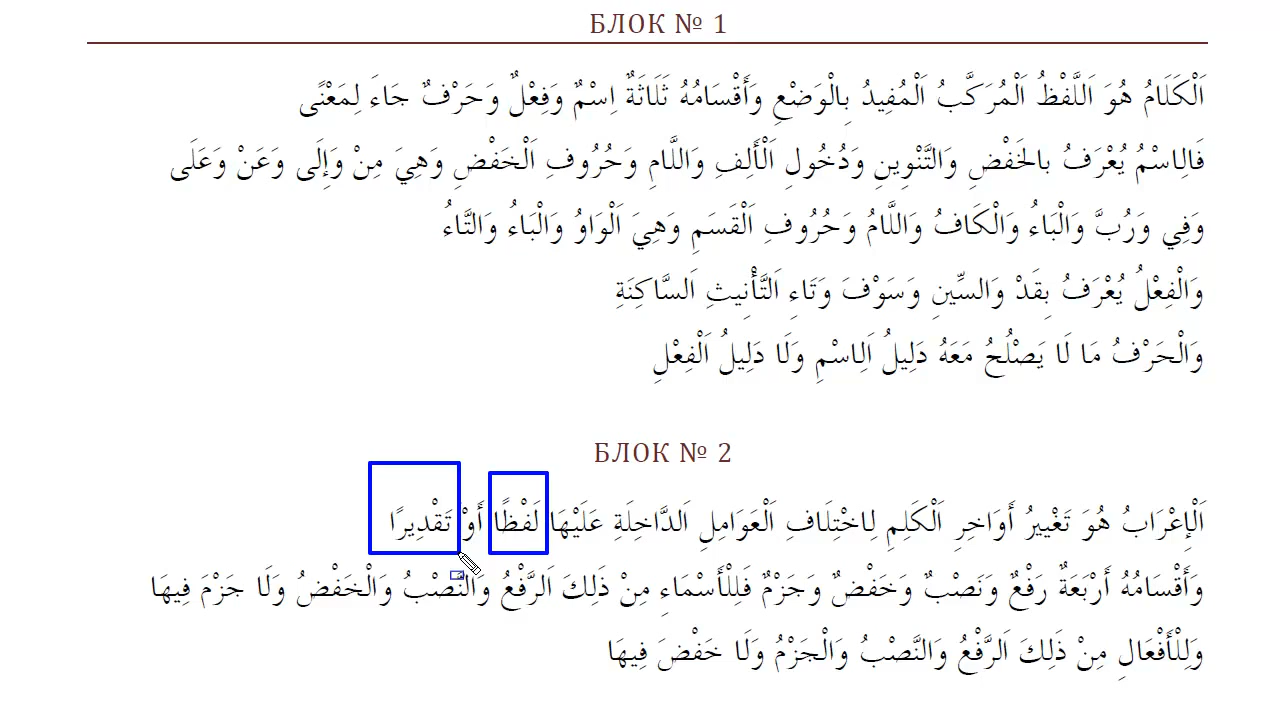 БЛОК № 1
اَلْكَلَامُ هُوَ اَللَّفْظُ اَلْمُرَكَّبُ اَلْمُفِيدُ بِالْوَضْعِ وَأَقْسَامُهُ ثَلَاثَةٌ اِسْمٌ وَفِعْلٌ وَحَرْفٌ جَاءَ لِمَعْنًى
فَالِاسْمُ يُعْرَفُ بالخَفْضِ وَالتَّنْوِينِ وَدُخُولِ اَلْأَلِفِ وَاللَّامِ وَحُرُوفِ اَلْخَفْضِ وَهِيَ مِنْ وَإِلَى وَعَنْ وَعَلَى
وَفِي وَرُبَّ وَالْبَاءُ وَالْكَافُ وَاللَّامُ وَحُرُوفِ اَلْقَسَمِ وَهِيَ اَلْوَاوُ وَالْبَاءُ وَالتَّاءُ
وَالْفِعْلُ يُعْرَفُ بِقَدْ وَالسِّينِ وَسَوْفَ وَتَاءِ اَلتَّأْنِيثِ اَلسَّاكِنَةِ
وَالْحَرْفُ مَا لَا يَصْلُحُ مَعَهُ دَلِيلُ اَلِاسْمِ وَلَا دَلِيلُ اَلْفِعْلِ
БЛОК № 2
اَلْإِعْرَابُ هُوَ تَغْيِيرُ أَوَاخِرِ اَلْكَلِمِ لِاخْتِلَافِ اَلْعَوَامِلِ اَلدَّاخِلَةِ عَلَيْهَا لَفْظًا أَوْ تَقْدِيرًا
وَأَقْسَامُهُ أَرْبَعَةٌ رَفْعٌ وَنَصْبٌ وَخَفْضٌ وَجَزْمٌ فَلِلْأَسْمَاءِ مِنْ ذَلِكَ اَلرَّفْعُ وَالنَّصْبُ وَالْخَفْضُ وَلَا جَزْمَ فِيهَا
وَلِلْأَفْعَالِ مِنْ ذَلِكَ اَلرَّفْعُ وَالنَّصْبُ وَالْجَزْمُ وَلَا خَفْضَ فِيهَا